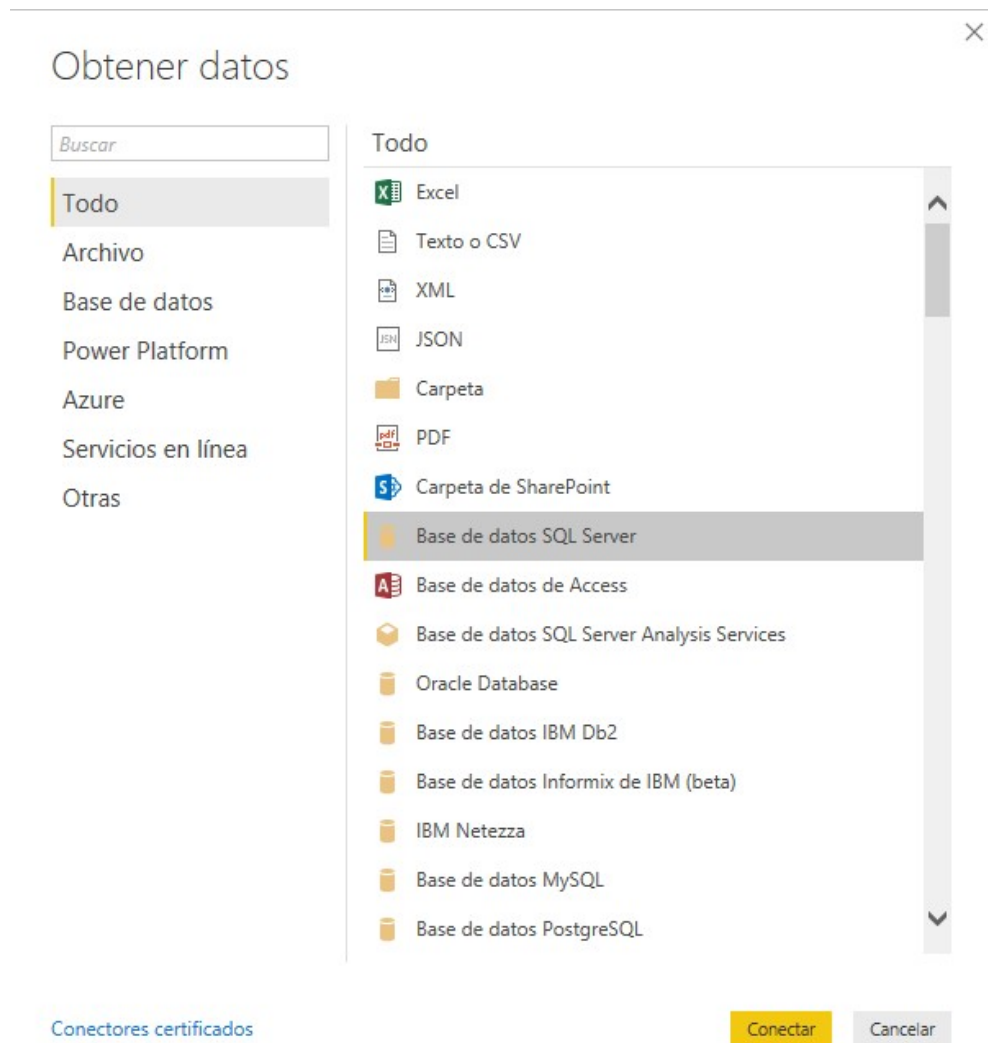 Obtener datos
Buscar
Todo
Archivo
Base de datos
Power Platform
Azure
Servicios en línea
Otras
Todo
Excel
Texto o CSV
XML
JSN
JSON
Carpeta
pdf
PDF
S
Carpeta de SharePoint
Base de datos SQL Server
A
Base de datos de Access
Base de datos SQL Server Analysis Services
Oracle Database
Base de datos IBM Db2
Base de datos Informix de IBM (beta)
IBM Netezza
Base de datos MySQL
Base de datos PostgreSQL
Conectores certificados
Conectar
Cancelar